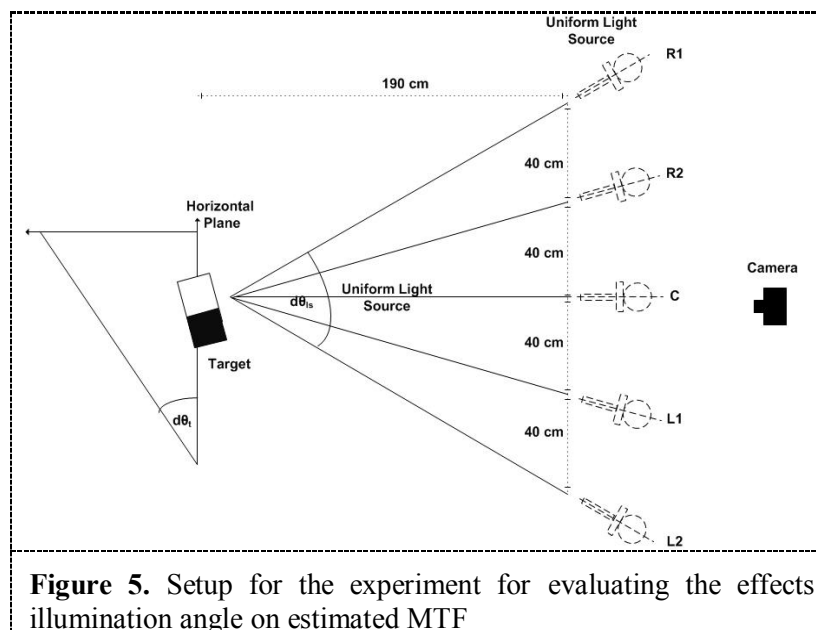 Uniform Light
Source
R1
190 cm
40 cm
R2
Horizontal
Plane
40 cm
Camera
dθls
Uniform Light
Source
C
40 cm
Target
L1
dθt
40 cm
L2
Figure 5. Setup for the experiment for evaluating the effects
illumination angle on estimated MTF